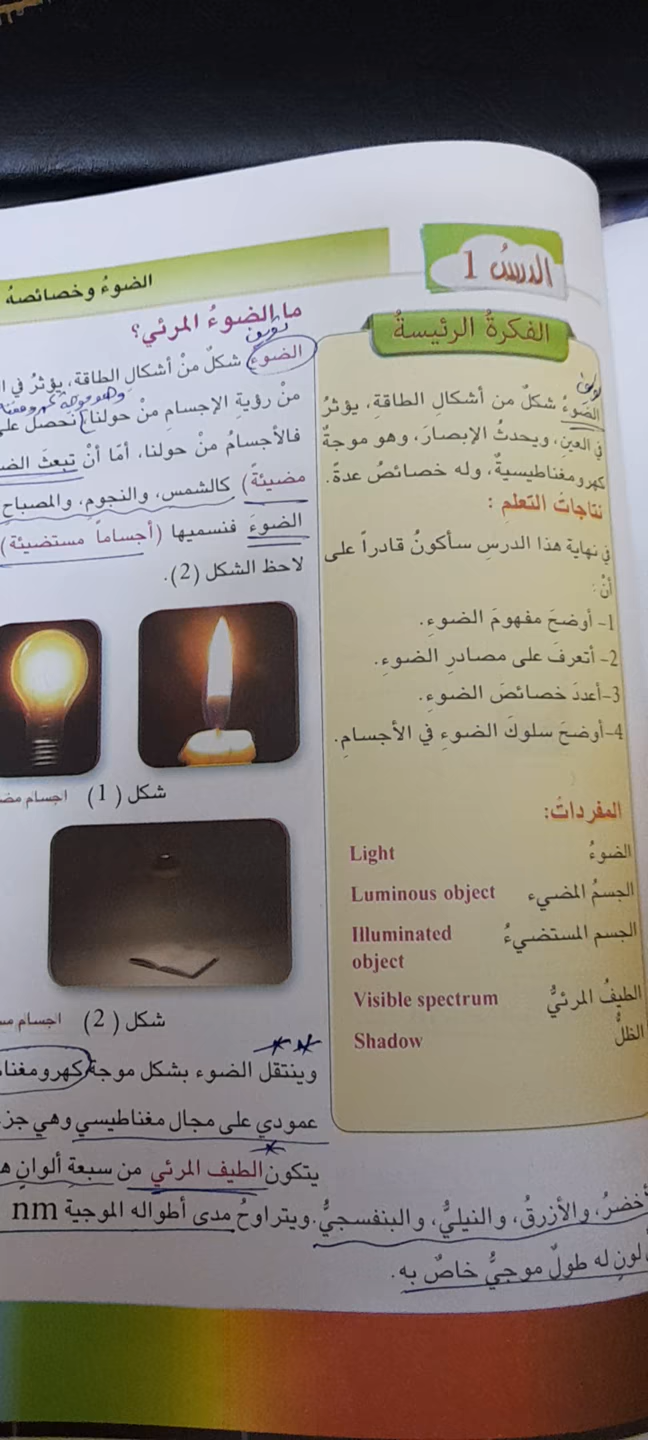 الدرسُ 1
الضوءُ وخصائصهُ
الفكرةُ الرئيسةُ
الضَوءُ شكلٌ من أشكالِ الطاقةِ، يؤثرُ
في العينِ، ويحدثُ الإبصارَ، وهو موجةٌ
كهرومغناطيسيةٌ، وله خصائصُ عدةٌ.
نتاجاتُ التعلمِ :
في نهاية هذا الدرسِ سأكونُ قادراً على
أنْ :
1- أوضحَ مفهومَ الضوءِ.
2- أتعرفَ على مصادرِ الضوءِ.
3-أعددَ خصائصَ الضوءِ.
4-أوضحَ سلوكَ الضوءِ في الأجسامِ.
المفرداتُ:
الضوءُ Light
الجسمُ المضيء Luminous object
الجسم المستضيءُ Illuminated
object
الطيفُ المرئيُّ Visible spectrum
الظلُّ Shadow
ما الضوءُ المرئي؟
الضوءُ شكلٌ منْ أشكالِ الطاقة، يؤثرُ في
منْ رؤيةِ الإجسامِ منْ حولنا نحصل
فالأجسامُ منْ حولنا، أمّا أنْ تبعثَ
مضيئةً) كالشمس، والنجوم، والمصباحِ
الضوءَ فنسميها (أجساماً مستضيئة)
لاحظ الشكل (2).
شكل ( 1 ) اجسام
شكل ( 2 ) اجسام
وينتقل الضوء بشكل موجة
عمودي على مجال مغناطيسي وهي
يتكون الطيف المرئي من سبعة ألوان
والأزرقُ، والنيليُّ، والبنفسجيُّ. ويتراوحُ مدى أطواله الموجية nm
لونٍ له طولٌ موجيٌّ خاصٌ به.